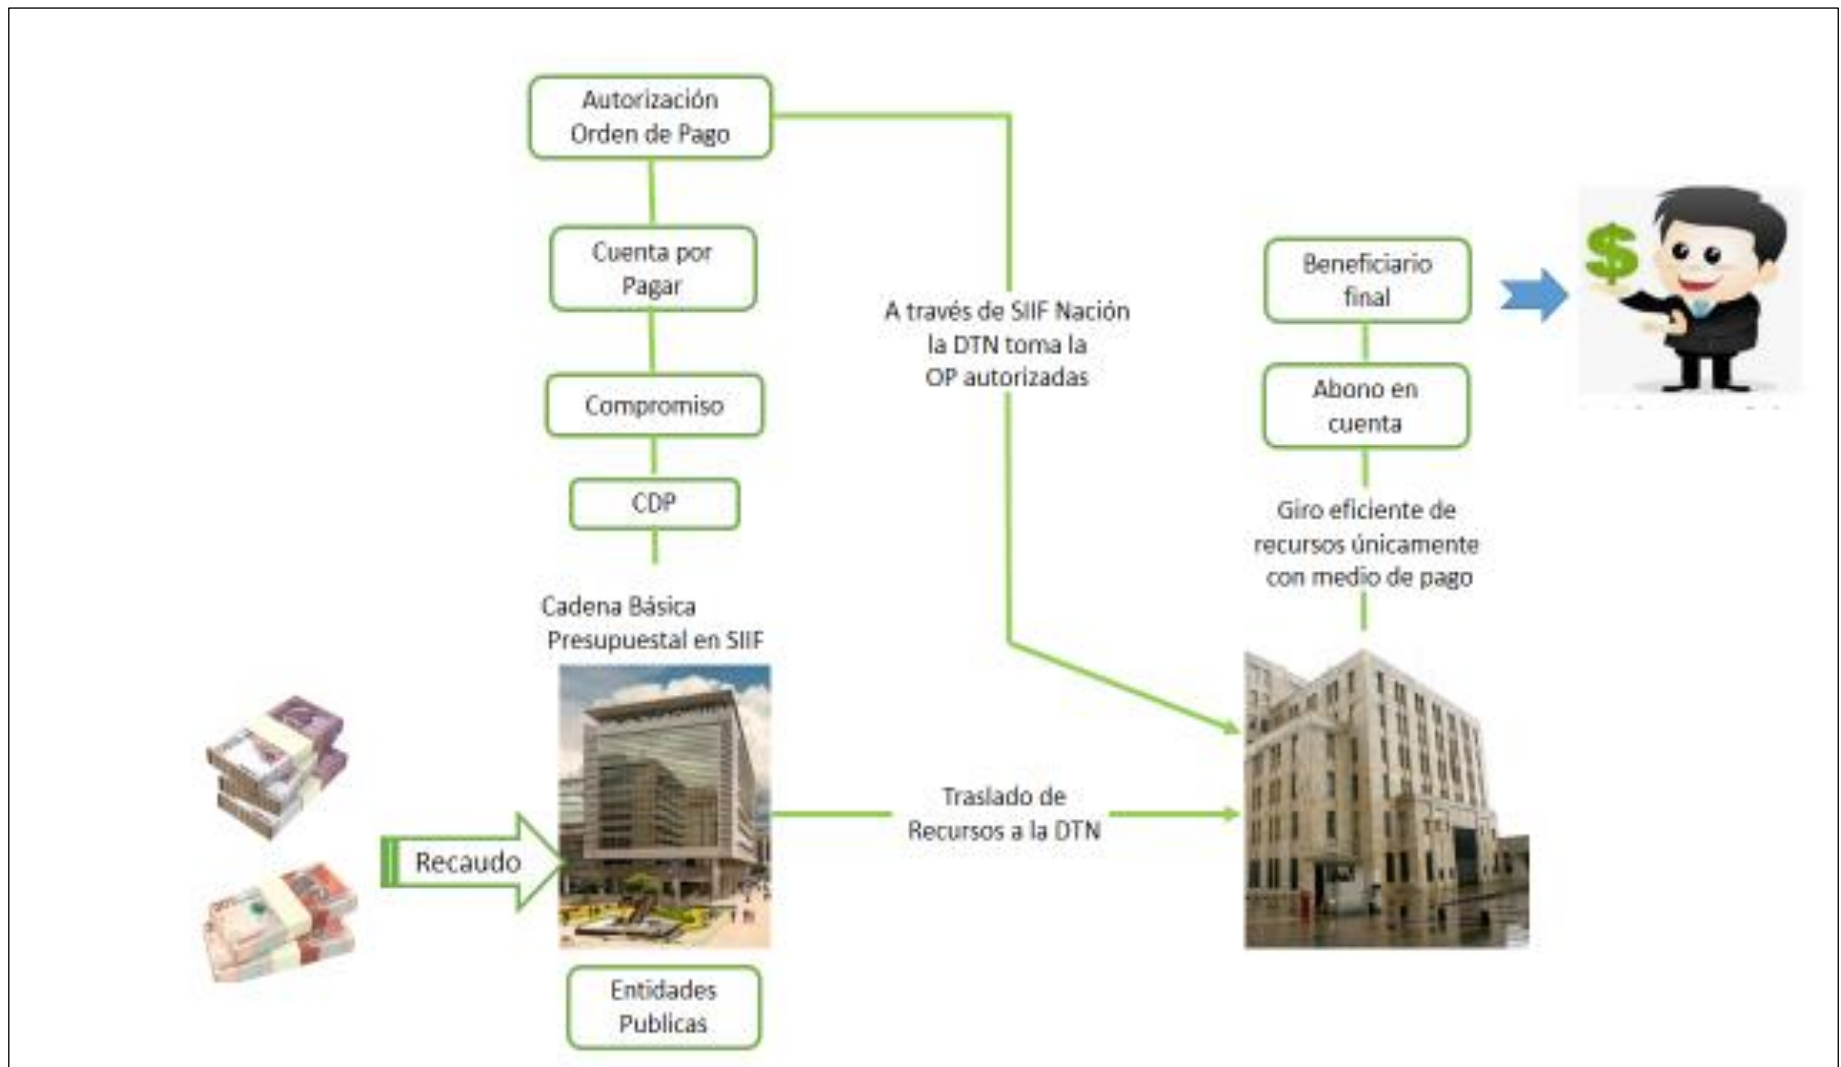 Autorización
Orden de Pago
Cuenta por
Pagar
Compromiso
CDP
Cadena Básica
Presupuestal en SIIF
Recaudo
Entidades
Publicas
A través de SIIF Nación
la DTN toma la
OP autorizadas
Traslado de
Recursos a la DTN
Beneficiario
final
Abono en
cuenta
Giro eficiente de
recursos únicamente
con medio de pago